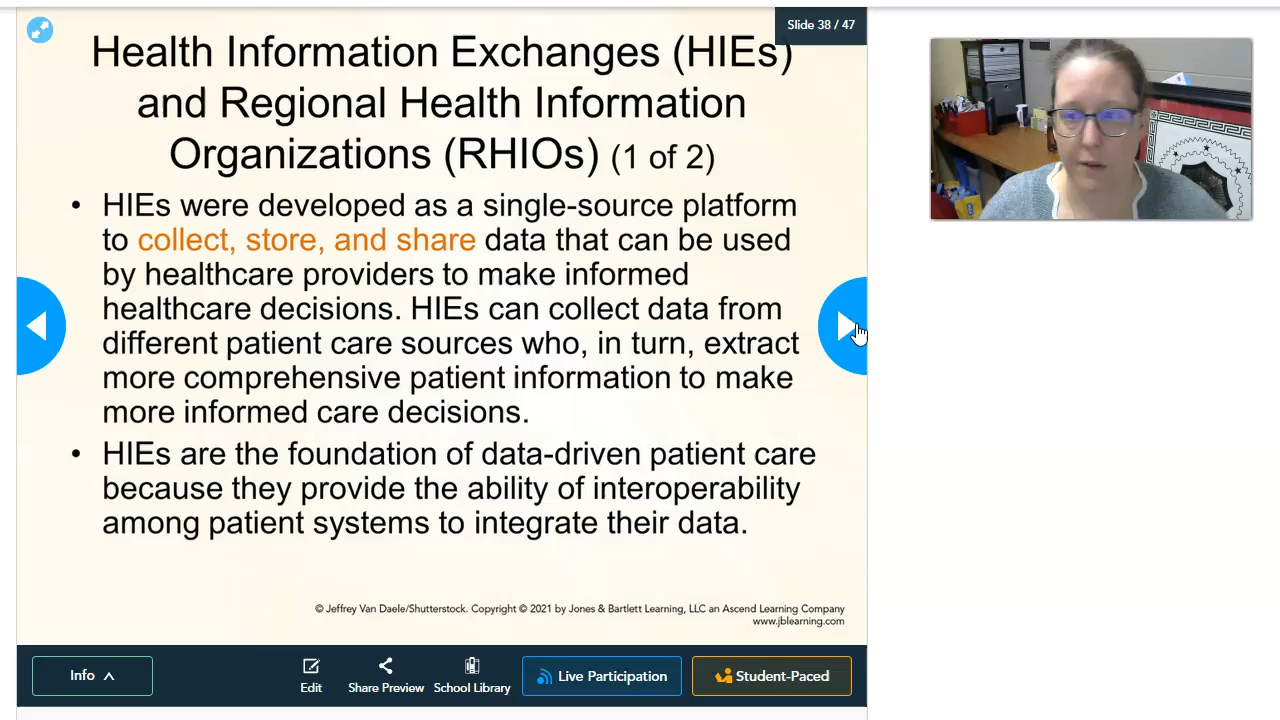 Slide 38 / 47
Health Information Exchanges (HIEs)
and Regional Health Information
Organizations (RHIOs) (1 of 2)
• HIEs were developed as a single-source platform
to collect, store, and share data that can be used
by healthcare providers to make informed
healthcare decisions. HIEs can collect data from
different patient care sources who, in turn, extract
more comprehensive patient information to make
more informed care decisions.
• HIEs are the foundation of data-driven patient care
because they provide the ability of interoperability
among patient systems to integrate their data.
© Jeffrey Van Daele/Shutterstock. Copyright © 2021 by Jones & Bartlett Learning, LLC an Ascend Learning Company
www.jblearning.com
Info
Edit
Share Preview
School Library
Live Participation
Student-Paced